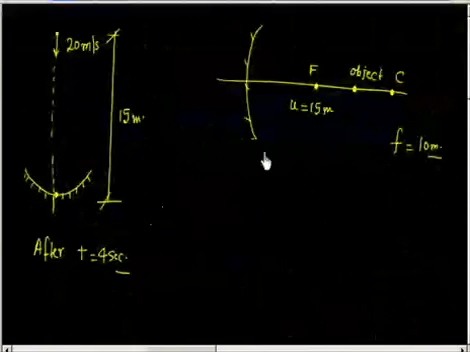 20m/s
15m.
After t=4sec.
F object C
u=15m
f=10m.